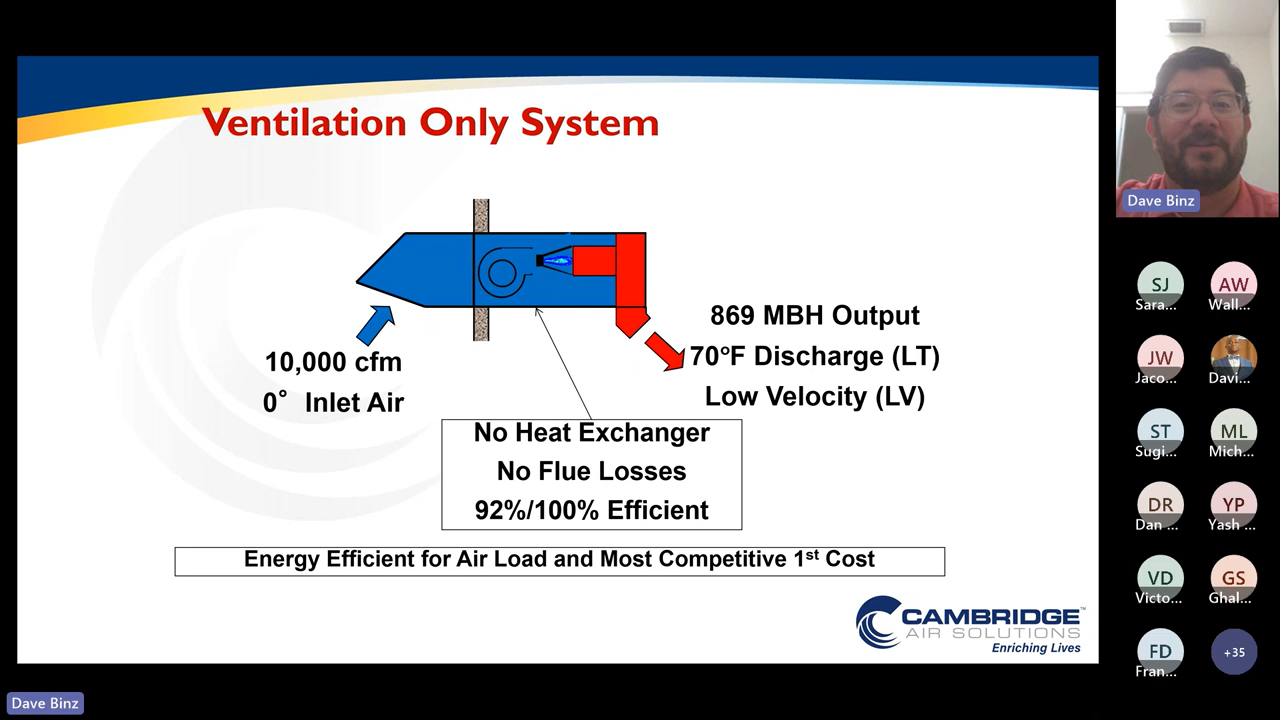 Ventilation Only System
10,000 cfm
0° Inlet Air
869 MBH Output
70°F Discharge (LT)
Low Velocity (LV)
No Heat Exchanger
No Flue Losses
92%/100% Efficient
Energy Efficient for Air Load and Most Competitive 1st Cost
CAMBRIDGE™
AIR SOLUTIONS
Enriching Lives
Dave Binz
SJ
Sara...
AW
Wall...
JW
Jaco...
Davi...
ST
Sugi...
ML
Mich...
DR
Dan ...
YP
Yash ...
VD
Victo...
GS
Ghal...
FD
Fran...
+35
Dave Binz